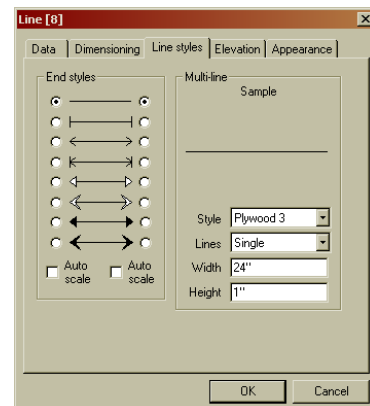 Line [8]
Data Dimensioning Line styles Elevation Appearance
End styles
Auto scale
Auto scale
Multi-line
Sample
Style Plywood 3
Lines Single
Width 24"
Height 1"
OK Cancel